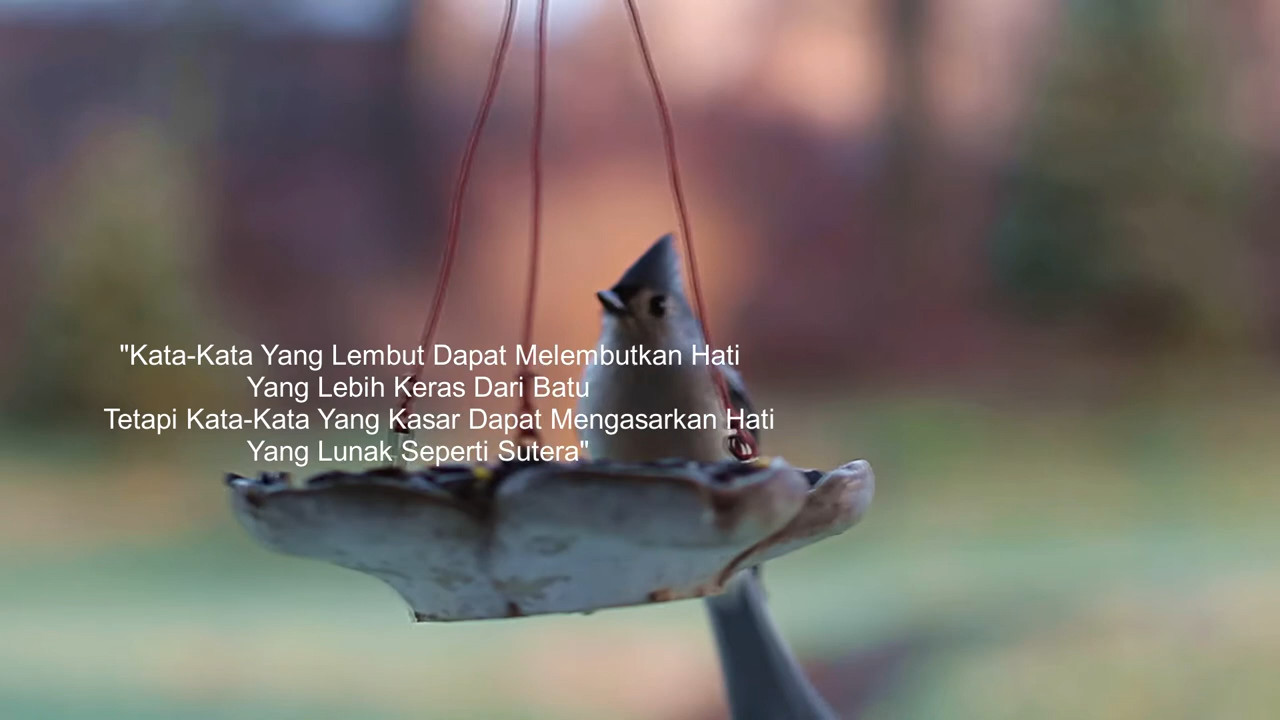 "Kata-Kata Yang Lembut Dapat Melembutkan Hati
Yang Lebih Keras Dari Batu
Tetapi Kata-Kata Yang Kasar Dapat Mengasarkan Hati
Yang Lunak Seperti Sutera"